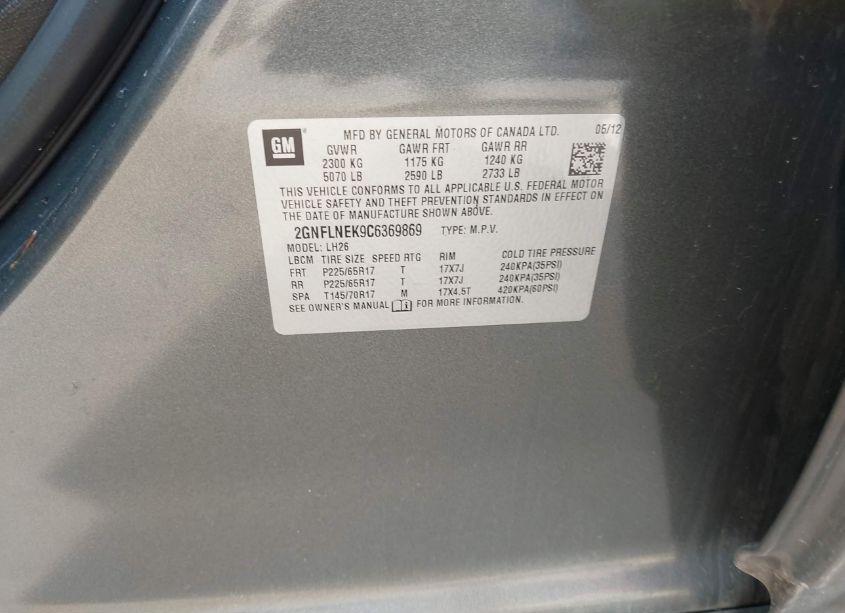 GM
MFD BY GENERAL MOTORS OF CANADA LTD. 05/12
GVWR GAWR FRT GAWR RR
2300 KG 1175 KG 1240 KG
5070 LB 2590 LB 2733 LB
THIS VEHICLE CONFORMS TO ALL APPLICABLE U.S. FEDERAL MOTOR
VEHICLE SAFETY AND THEFT PREVENTION STANDARDS IN EFFECT ON
THE DATE OF MANUFACTURE SHOWN ABOVE.
2GNFLNEK9C6369869 TYPE: M.P.V.
MODEL: LH26
LBCM TIRE SIZE SPEED RTG RIM COLD TIRE PRESSURE
FRT P225/65R17 T 17X7J 240KPA(35PSI)
RR P225/65R17 T 17X7J 240KPA(35PSI)
SPA T145/70R17 M 17X4.5T 420KPA(60PSI)
SEE OWNER'S MANUAL FOR MORE INFORMATION.